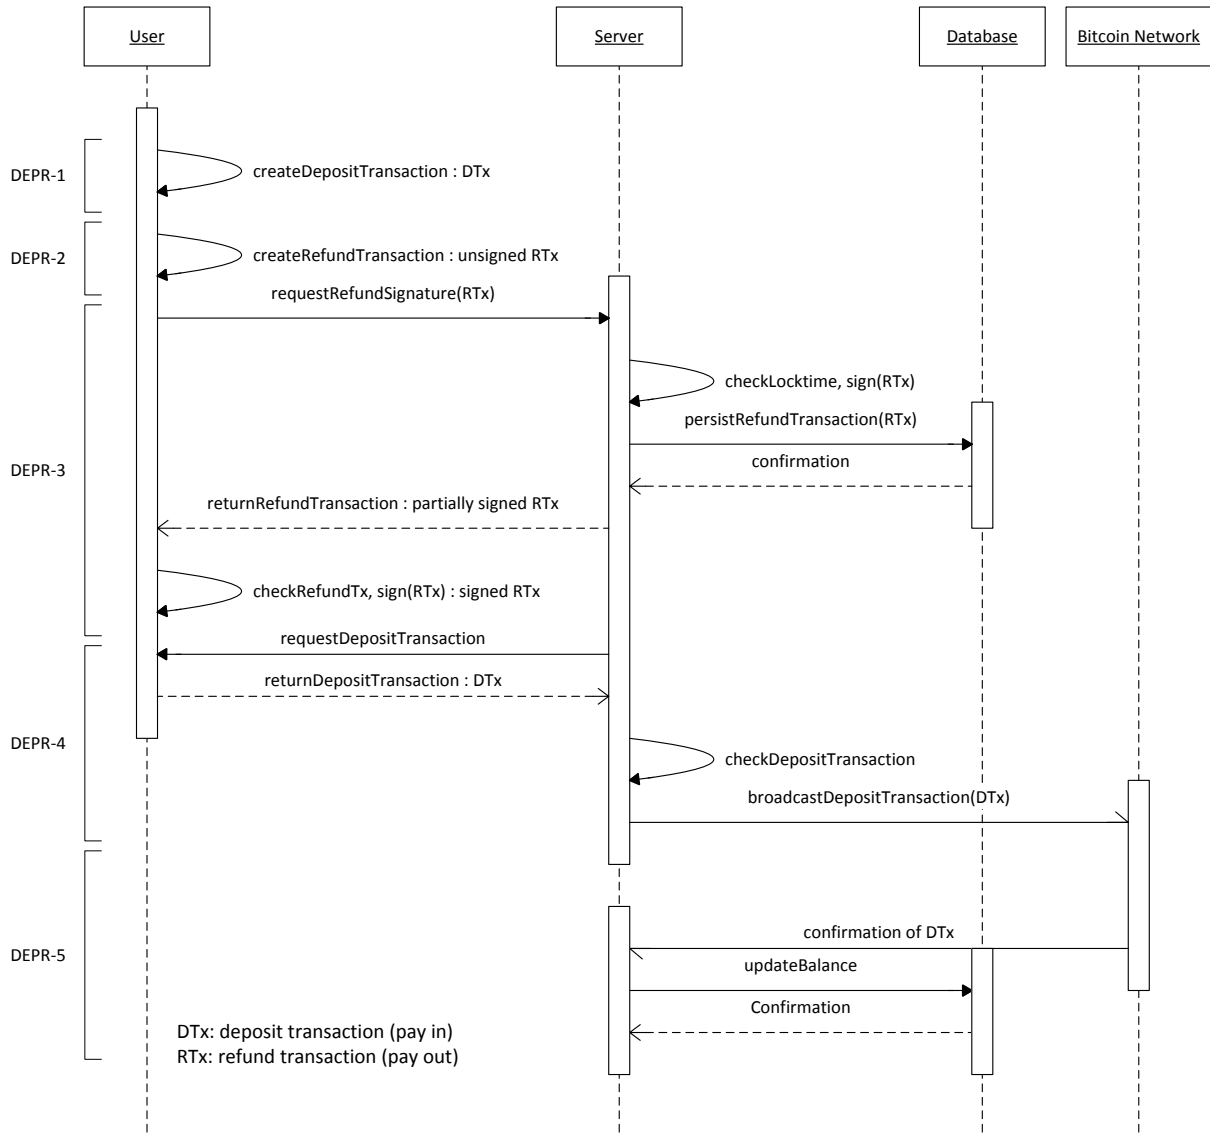 User
Server
Database
Bitcoin Network
DEPR-1
createDepositTransaction : DTx
DEPR-2
createRefundTransaction : unsigned RTx
requestRefundSignature(RTx)
checkLocktime, sign(RTx)
persistRefundTransaction(RTx)
confirmation
DEPR-3
returnRefundTransaction : partially signed RTx
checkRefundTx, sign(RTx) : signed RTx
requestDepositTransaction
returnDepositTransaction : DTx
DEPR-4
checkDepositTransaction
broadcastDepositTransaction(DTx)
confirmation of DTx
DEPR-5
updateBalance
Confirmation
DTx: deposit transaction (pay in)
RTx: refund transaction (pay out)